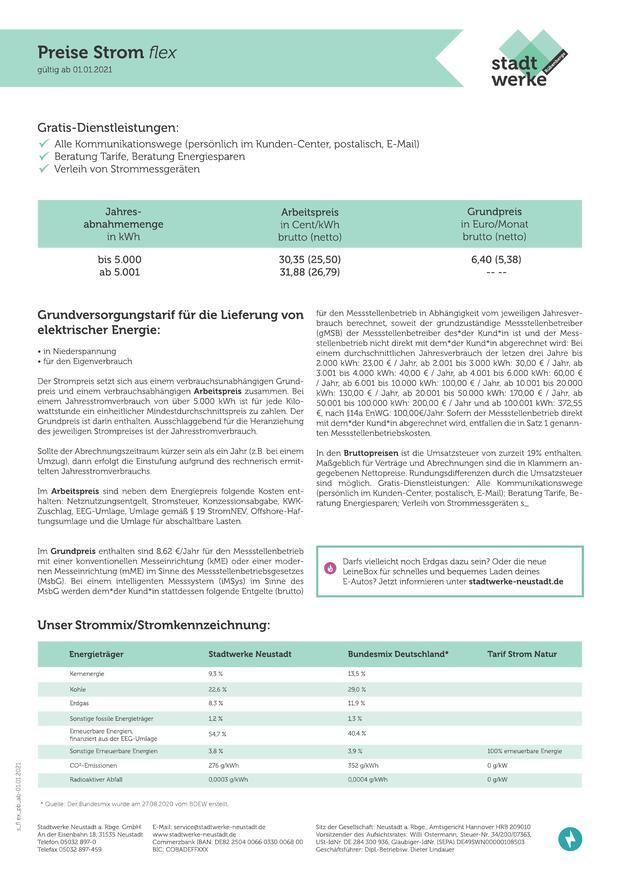 Preise Strom flex
gültig ab 01.01.2021
stadt
werke
Gratis-Dienstleistungen:
Alle Kommunikationswege (persönlich im Kunden-Center, postalisch, E-Mail)
Beratung Tarife, Beratung Energiesparen
Verleih von Strommessgeräten
Jahres- Arbeitspreis Grundpreis
abnahmemenge in Cent/kWh in Euro/Monat
in kWh brutto (netto) brutto (netto)
bis 5.000 30,35 (25,50) 6,40 (5,38)
ab 5.001 31,88 (26,79) -- --
Grundversorgungstarif für die Lieferung von
elektrischer Energie:
• in Niederspannung
• für den Eigenverbrauch
Der Strompreis setzt sich aus einem verbrauchsunabhängigen Grund-
preis und einem verbrauchsabhängigen Arbeitspreis zusammen. Bei
einem Jahresstromverbrauch von über 5.000 kWh ist für jede Kilo-
wattstunde ein einheitlicher Mindestdurchschnittspreis zu zahlen. Der
Grundpreis ist darin enthalten. Ausschlaggebend für die Heranziehung
des jeweiligen Strompreises ist der Jahresstromverbrauch.
Sollte der Abrechnungszeitraum kürzer sein als ein Jahr (z.B. bei einem
Umzug), dann erfolgt die Einstufung aufgrund des rechnerisch ermit-
telten Jahresstromverbrauch.
Im Arbeitspreis sind neben dem Energiepreis folgende Kosten ent-
halten: Netznutzungsentgelt, Stromsteuer, Konzessionsabgabe, KWK-
Zuschlag, EEG-Umlage, Umlage gemäß § 19 StromNEV, Offshore-Haf-
tungsumlage und die Umlage für abschaltbare Lasten.
Im Grundpreis enthalten sind 8,62 €/Jahr für den Messstellenbetrieb
mit einer konventionellen Messeinrichtung (kME) oder einer moder-
nen Messeinrichtung (mME) im Sinne des Messstellenbetriebsgesetzes
(MsbG). Bei einem intelligenten Messsystem (iMSys) im Sinne des
MsbG werden dem*der Kund*in stattdessen folgende Entgelte (brutto)
für den Messstellenbetrieb in Abhängigkeit vom jeweiligen Jahresver-
brauch berechnet, soweit der grundzuständige Messstellenbetreiber
(gMSB) der Messstellenbetreiber des*der Kund*in ist und der Mess-
stellenbetrieb nicht direkt mit dem*der Kund*in abgerechnet wird: Bei
einem durchschnittlichen Jahresverbrauch der letzen drei Jahre bis
2.000 kWh: 23,00 € / Jahr, ab 2.001 bis 3.000 kWh: 30,00 € / Jahr, ab
3.001 bis 4.000 kWh: 40,00 € / Jahr, ab 4.001 bis 6.000 kWh: 60,00 €
/ Jahr, ab 6.001 bis 10.000 kWh: 100,00 € / Jahr, ab 10.001 bis 20.000
kWh: 130,00 € / Jahr, ab 20.001 bis 50.000 kWh: 170,00 € / Jahr, ab
50.001 bis 100.000 kWh: 200,00 € / Jahr und ab 100.001 kWh: 372,55
€, nach §14a EnWG: 100,00€/Jahr. Sofern der Messstellenbetrieb direkt
mit dem*der Kund*in abgerechnet wird, entfallen die in Satz 1 genann-
ten Messstellenbetriebskosten.
In den Bruttopreisen ist die Umsatzsteuer von zurzeit 19% enthalten.
Maßgeblich für Verträge und Abrechnungen sind die in Klammern an-
gegebenen Nettopreise. Rundungsdifferenzen durch die Umsatzsteuer
sind möglich. Gratis-Dienstleistungen: Alle Kommunikationswege
(persönlich im Kunden-Center, postalisch, E-Mail); Beratung Tarife, Be-
ratung Energiesparen; Verleih von Strommessgeräten s_
Darfs vielleicht noch Erdgas dazu sein? Oder die neue
LeineBox für schnelles und bequemes Laden deines
E-Autos? Jetzt informieren unter stadtwerke-neustadt.de
Unser Strommix/Stromkennzeichnung:
Energieträger Stadtwerke Neustadt Bundesmix Deutschland* Tarif Strom Natur
Kernenergie 9,3 % 13,5 %
Kohle 22,6 % 29,0 %
Erdgas 8,3 % 11,9 %
Sonstige fossile Energieträger 1,2 % 1,3 %
Erneuerbare Energien,
finanziert aus der EEG-Umlage 54,7 % 40,4 %
Sonstige Erneuerbare Energien 3,8 % 3,9 % 100% erneuerbare Energie
CO²-Emissionen 276 g/kWh 352 g/kWh 0 g/kW
Radioaktiver Abfall 0,0003 g/kWh 0,0004 g/kWh 0 g/kW
* Quelle: Der Bundesmix wurde am 27.08.2020 vom BDEW erstellt.
s_fl ex_pb_ab-01.01.2021
Stadtwerke Neustadt a. Rbge. GmbH
An der Eisenbahn 18, 31535 Neustadt
Telefon 05032 897-0
Telefax 05032 897-459
E-Mail: service@stadtwerke-neustadt.de
www.stadtwerke-neustadt.de
Commerzbank IBAN: DE82 2504 0066 0330 0068 00
BIC: COBADEFFXXX
Sitz der Gesellschaft: Neustadt a. Rbge., Amtsgericht Hannover HRB 209010
Vorsitzender des Aufsichtsrates: Willi Ostermann, Steuer-Nr. 34/200/07363,
USt-IdNr. DE 284 300 936, Gläubiger-IdNr. (SEPA) DE49SWN00000108503
Geschäftsführer: Dipl.-Betriebsw. Dieter Lindauer